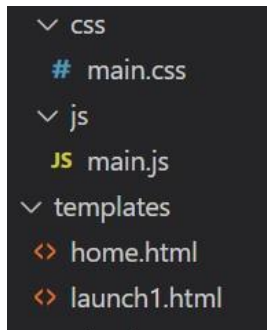 css
# main.css
js
JS main.js
templates
<> home.html
<> launch1.html